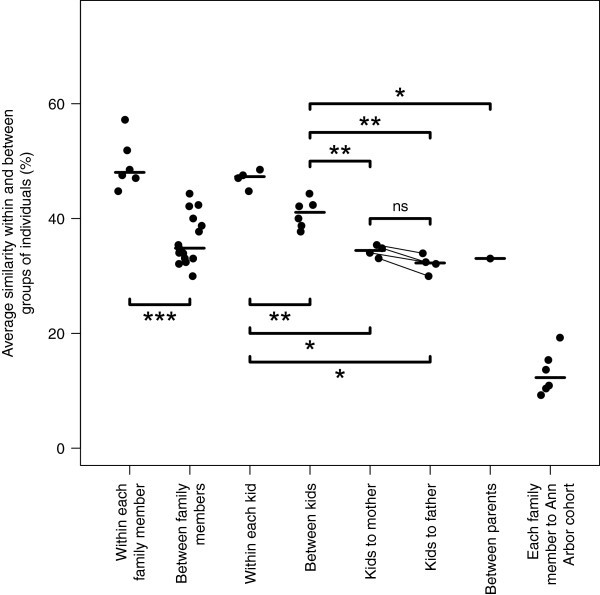 Average similarity within and between
groups of individuals (%)
60
40
20
0
*
**
**
ns
***
**
*
*
Within each
family member
Between family
members
Within each kid
Between kids
Kids to mother
Kids to father
Between parents
Each family
member to Ann
Arbor cohort